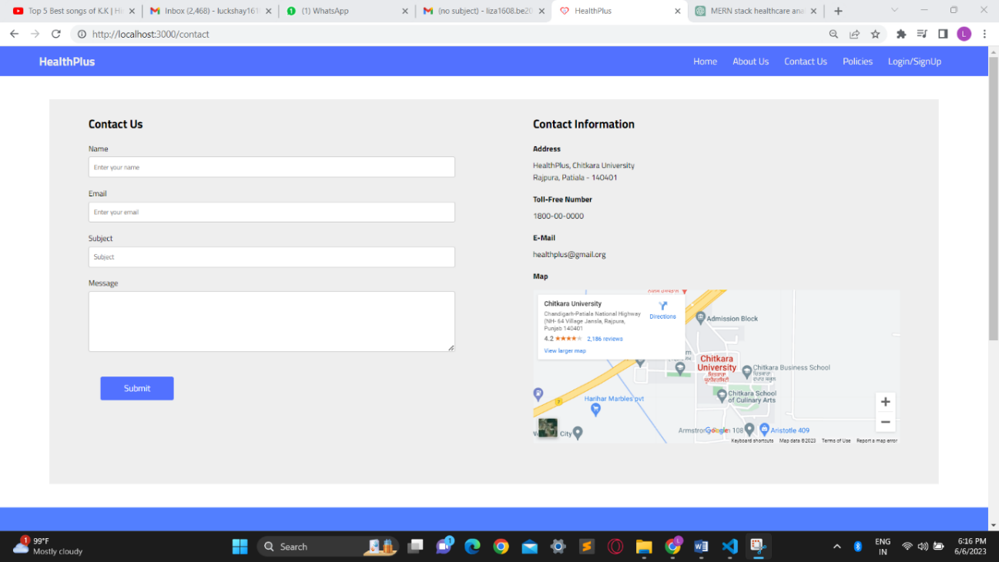 Top 5 Best songs of K.K | Hi
Inbox (2,468) - luckshay161
(1) WhatsApp
(no subject) - liza1608.be20
HealthPlus
MERN stack healthcare ana
http://localhost:3000/contact
L
HealthPlus
Home
About Us
Contact Us
Policies
Login/SignUp
Contact Us
Name
Enter your name
Email
Enter your email
Subject
Subject
Message
Submit
Contact Information
Address
HealthPlus, Chitkara University
Rajpura, Patiala - 140401
Toll-Free Number
1800-00-0000
E-Mail
healthplus@gmail.org
Map
Chitkara University
Chandigarh-Patiala National Highway
(NH- 64 Village Jansla, Rajpura,
Punjab 140401
4.2
2,186 reviews
View larger map
Directions
Admission Block
Chitkara
University
Chitkara Business School
Chitkara School
of Culinary Arts
Harihar Marbles pvt
7
City
Google
108
Aristotle 409
Keyboard shortcuts
Map data ©2023
Terms of Use
Report a map error
1
99°F
Mostly cloudy
Search
1
L
ENG
IN
6:16 PM
6/6/2023